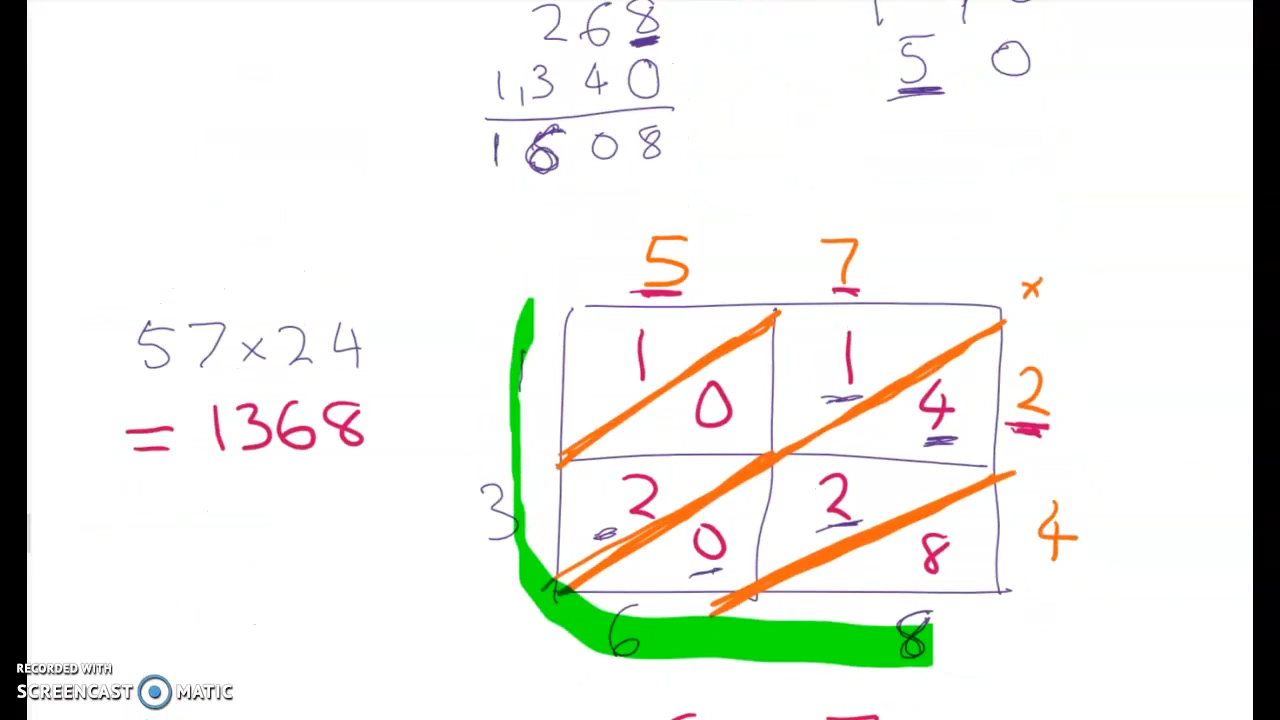 268
1,340
5 0
1608
5 7
×
57×24
1 0 1 4 2
= 1368
3 2 0 2 8 4
6 8
RECORDED WITH
SCREENCAST MATIC